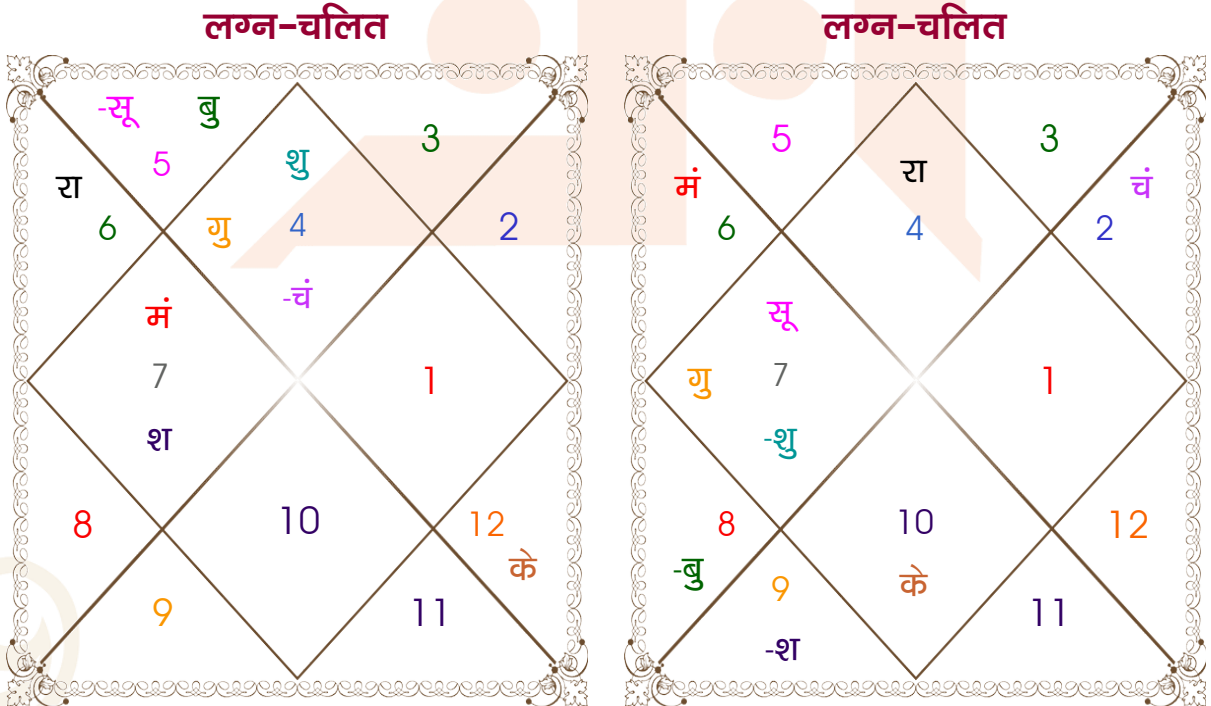 लग्न-चलित
-सू बु
5
शु
3
रा
6
गु 4
2
-चं
मं
7
श
1
8
10
12
के
9
11
लग्न-चलित
5
रा
3
मं
चं
6
4
2
सू
गु 7
-शु
1
8
10
12
-बु
9
के
11
-श